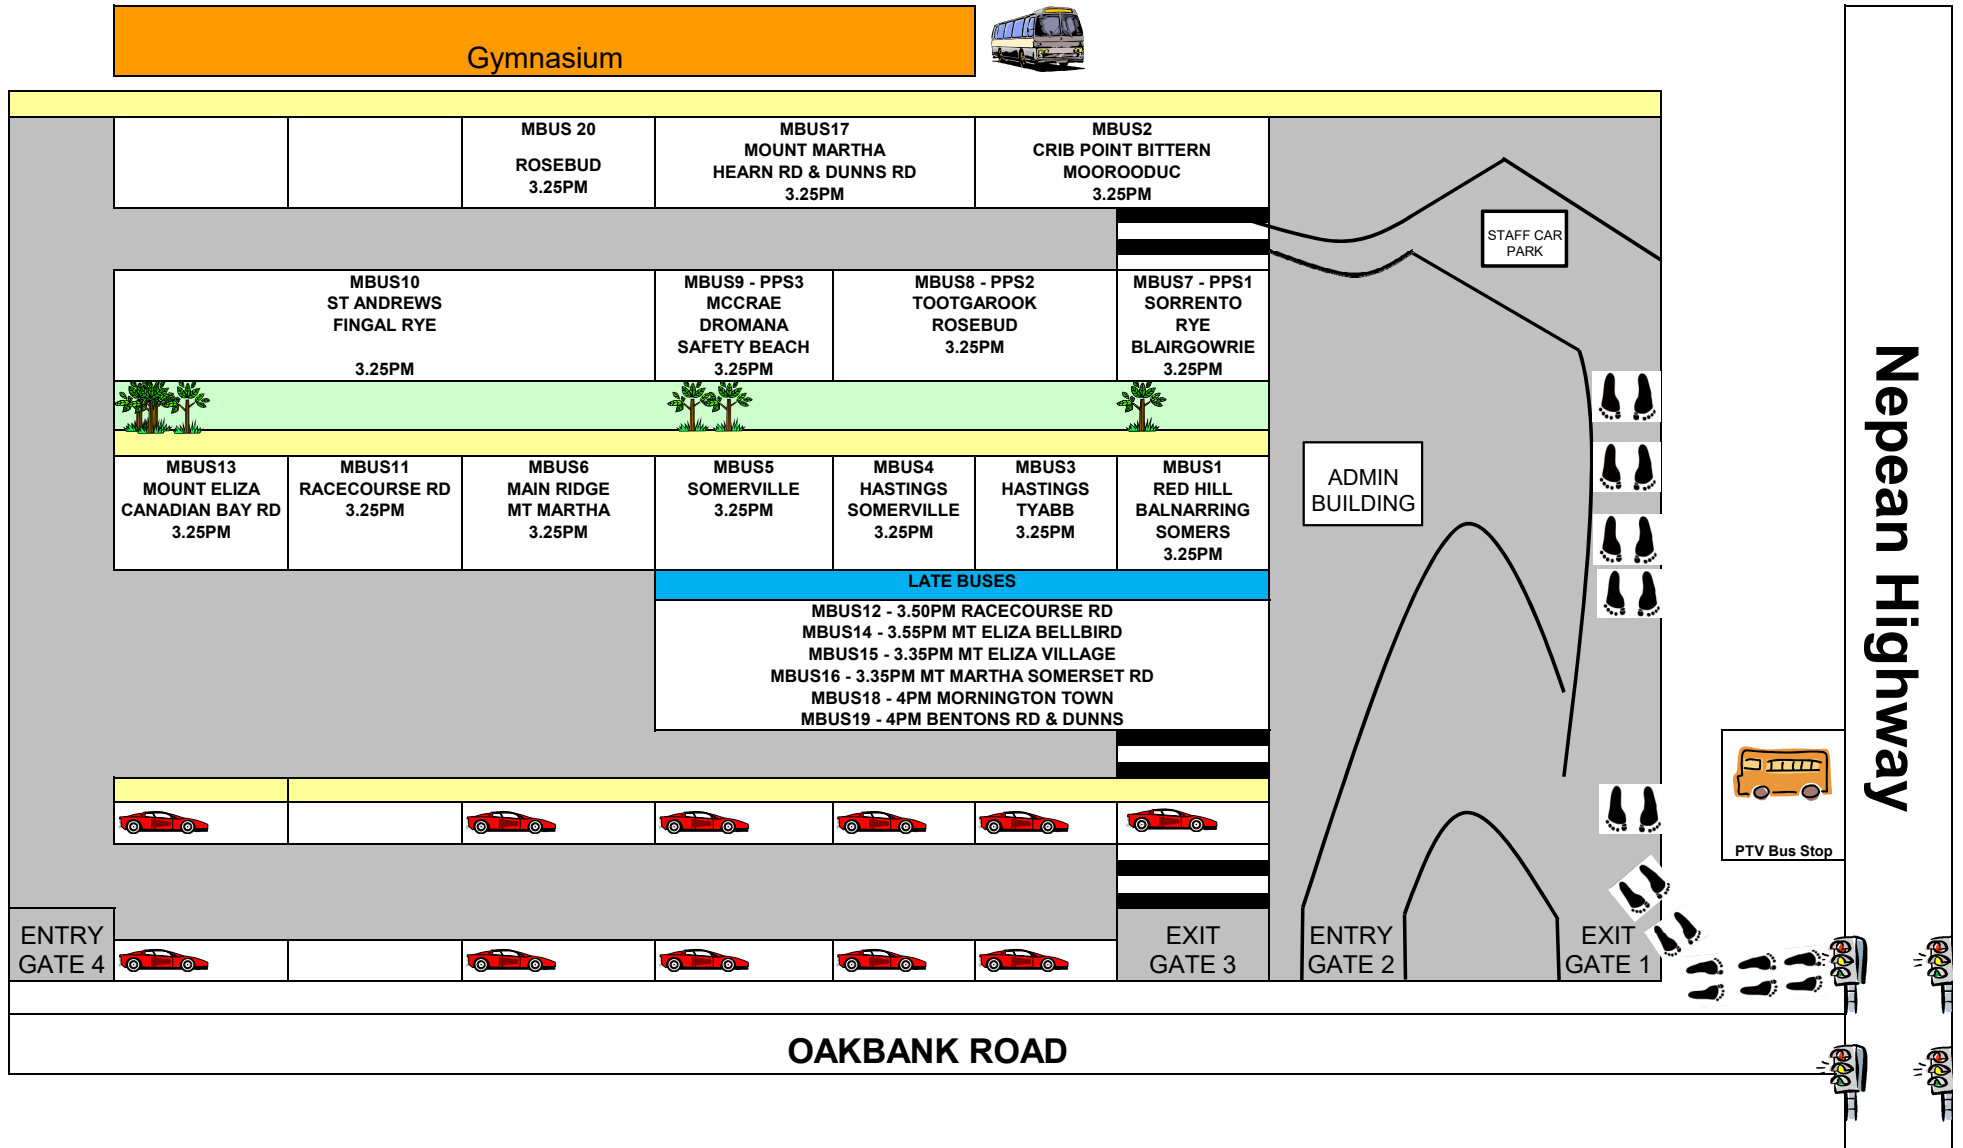 Gymnasium
MBUS 20
ROSEBUD
3.25PM
MBUS17
MOUNT MARTHA
HEARN RD & DUNNS RD
3.25PM
MBUS2
CRIB POINT BITTERN
MOOROODUC
3.25PM
STAFF CAR
PARK
MBUS10
ST ANDREWS
FINGAL RYE
3.25PM
MBUS9 - PPS3
MCCRAE
DROMANA
SAFETY BEACH
3.25PM
MBUS8 - PPS2
TOOTGAROOK
ROSEBUD
3.25PM
MBUS7 - PPS1
SORRENTO
RYE
BLAIRGOWRIE
3.25PM
MBUS13
MOUNT ELIZA
CANADIAN BAY RD
3.25PM
MBUS11
RACECOURSE RD
3.25PM
MBUS6
MAIN RIDGE
MT MARTHA
3.25PM
MBUS5
SOMERVILLE
3.25PM
MBUS4
HASTINGS
SOMERVILLE
3.25PM
MBUS3
HASTINGS
TYABB
3.25PM
MBUS1
RED HILL
BALNARRING
SOMERS
3.25PM
ADMIN
BUILDING
LATE BUSES
MBUS12 - 3.50PM RACECOURSE RD
MBUS14 - 3.55PM MT ELIZA BELLBIRD
MBUS15 - 3.35PM MT ELIZA VILLAGE
MBUS16 - 3.35PM MT MARTHA SOMERSET RD
MBUS18 - 4PM MORNINGTON TOWN
MBUS19 - 4PM BENTONS RD & DUNNS
Nepean Highway
PTV Bus Stop
ENTRY
GATE 4
EXIT
GATE 3
ENTRY
GATE 2
EXIT
GATE 1
OAKBANK ROAD